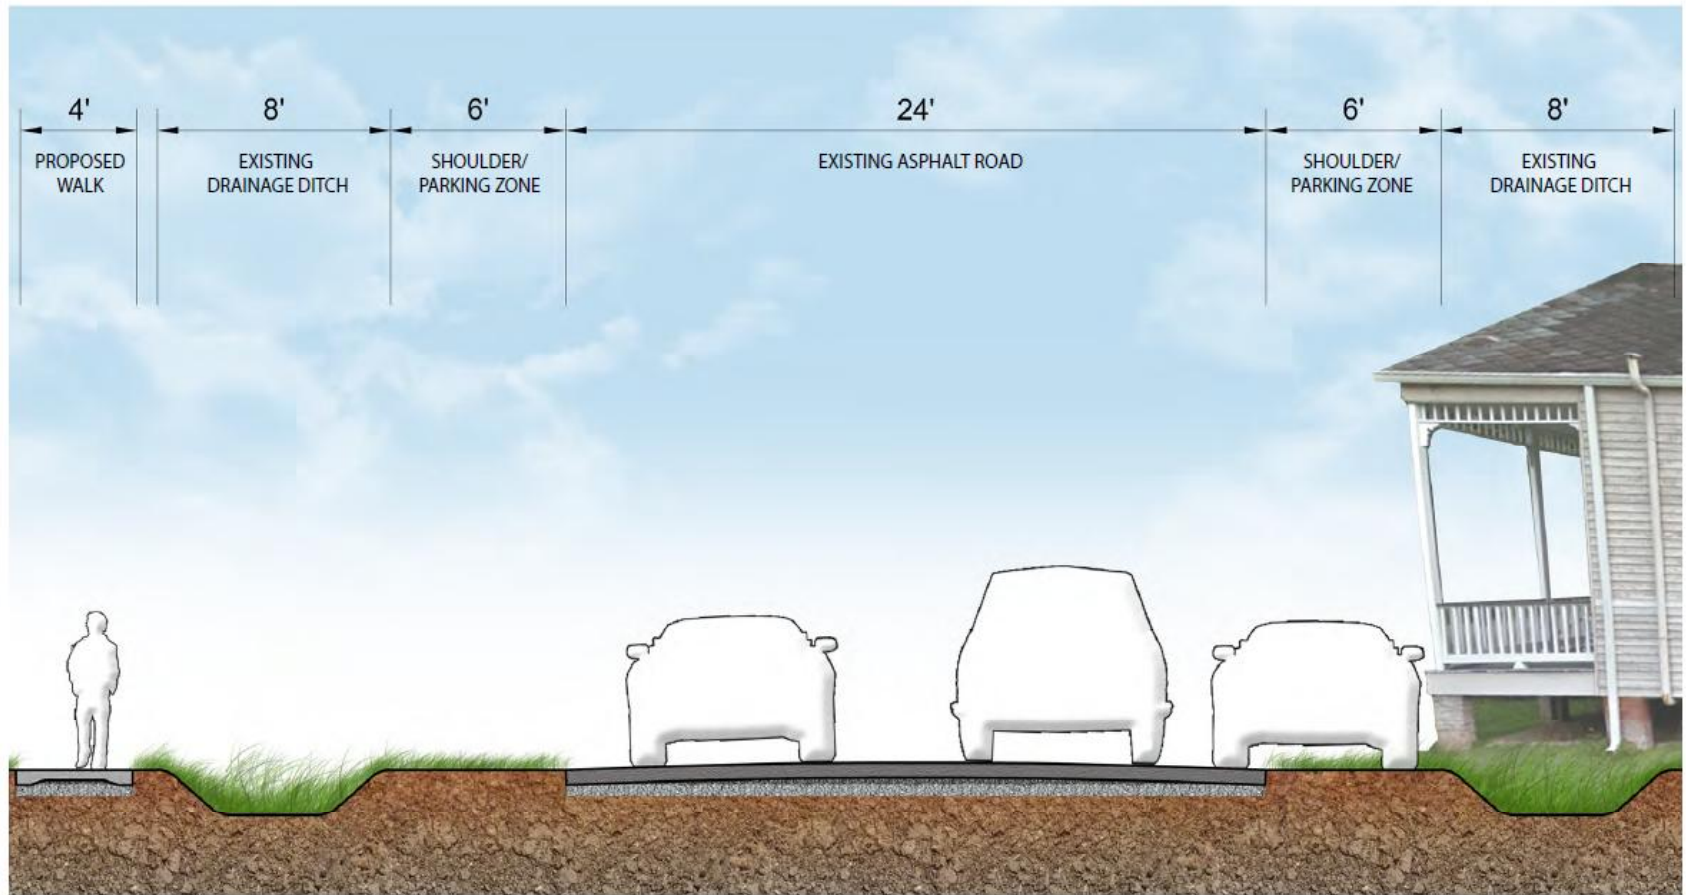 4'
8'
6'
24'
6'
8'
PROPOSED
WALK
EXISTING
DRAINAGE DITCH
SHOULDER/
PARKING ZONE
EXISTING ASPHALT ROAD
SHOULDER/
PARKING ZONE
EXISTING
DRAINAGE DITCH